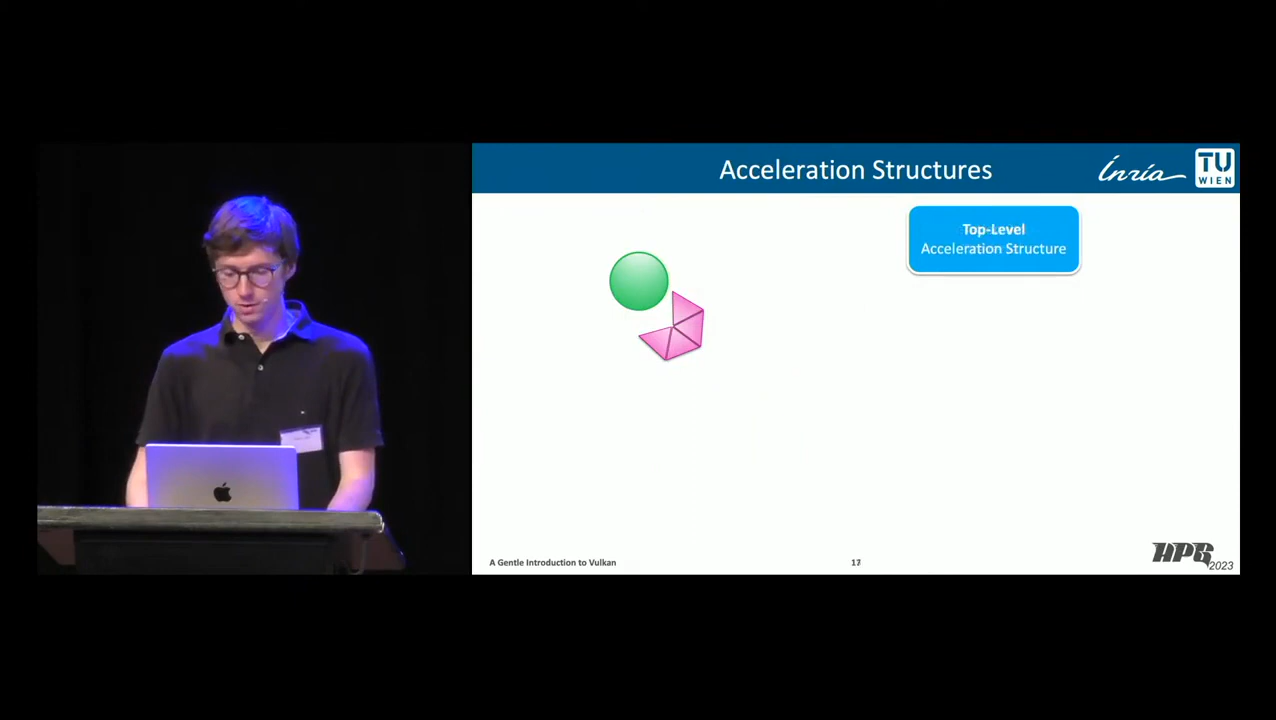 Acceleration Structures
Inria
TU
WIEN
Top-Level
Acceleration Structure
A Gentle Introduction to Vulkan
17
HPG
2023